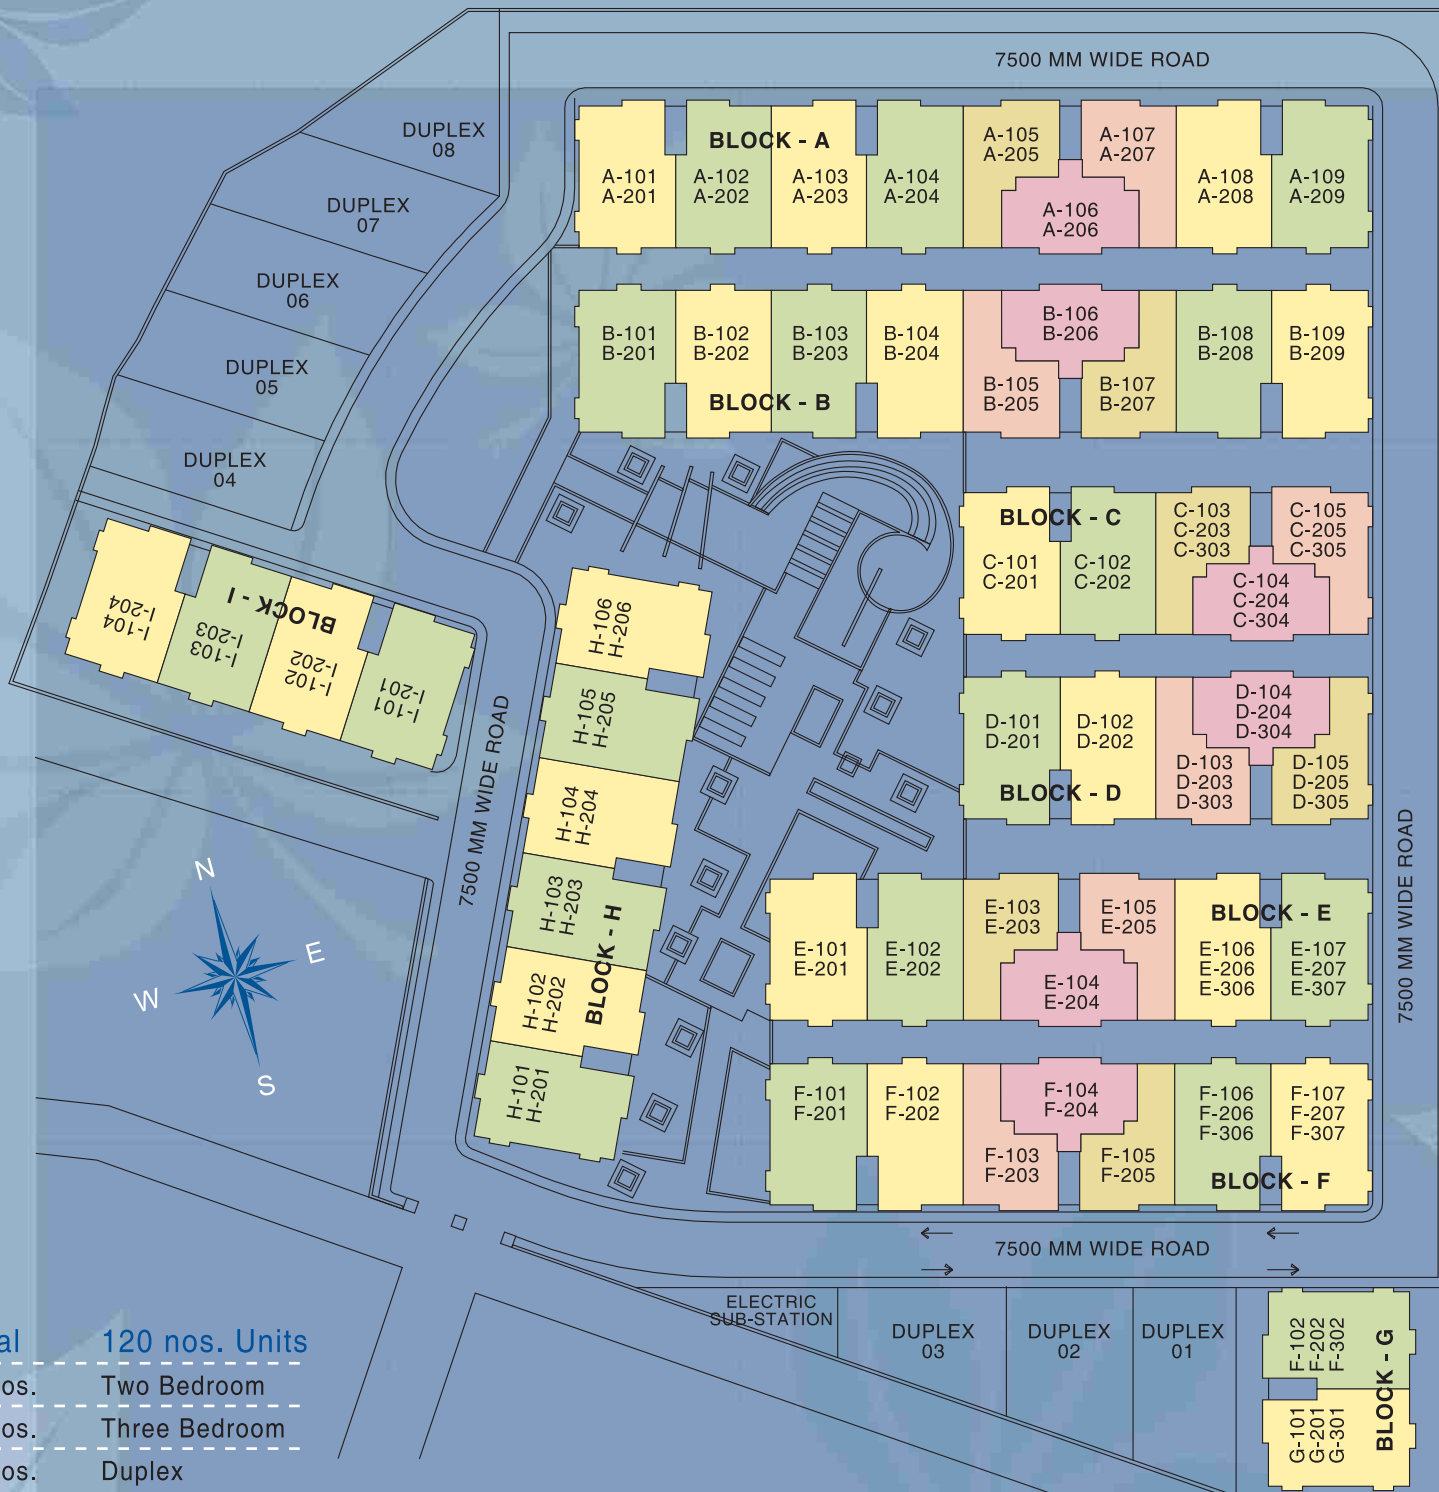 7500 MM WIDE ROAD
DUPLEX
08
DUPLEX
07
DUPLEX
06
DUPLEX
05
DUPLEX
04
BLOCK - A
A-101
A-201
A-102
A-202
A-103
A-203
A-104
A-204
A-105
A-205
A-106
A-206
A-107
A-207
A-108
A-208
A-109
A-209
B-101
B-201
B-102
B-202
B-103
B-203
B-104
B-204
B-105
B-205
B-106
B-206
B-107
B-207
B-108
B-208
B-109
B-209
BLOCK - B
BLOCK - C
C-101
C-201
C-102
C-202
C-103
C-203
C-303
C-104
C-204
C-304
C-105
C-205
C-305
D-101
D-201
D-102
D-202
D-103
D-203
D-303
D-104
D-204
D-304
D-105
D-205
D-305
BLOCK - D
BLOCK - I
I-104
I-204
I-103
I-203
I-102
I-202
I-101
I-201
H-106
H-206
H-105
H-205
H-104
H-204
H-103
H-203
H-102
H-202
H-101
H-201
BLOCK - H
7500 MM WIDE ROAD
7500 MM WIDE ROAD
N
E
W
S
E-101
E-201
E-102
E-202
E-103
E-203
E-104
E-204
E-105
E-205
BLOCK - E
E-106
E-206
E-306
E-107
E-207
E-307
F-101
F-201
F-102
F-202
F-103
F-203
F-104
F-204
F-105
F-205
F-106
F-206
F-306
F-107
F-207
F-307
BLOCK - F
7500 MM WIDE ROAD
ELECTRIC
SUB-STATION
DUPLEX
03
DUPLEX
02
DUPLEX
01
F-102
F-202
F-302
G-101
G-201
G-301
BLOCK - G
120 nos. Units
Two Bedroom
Three Bedroom
Duplex